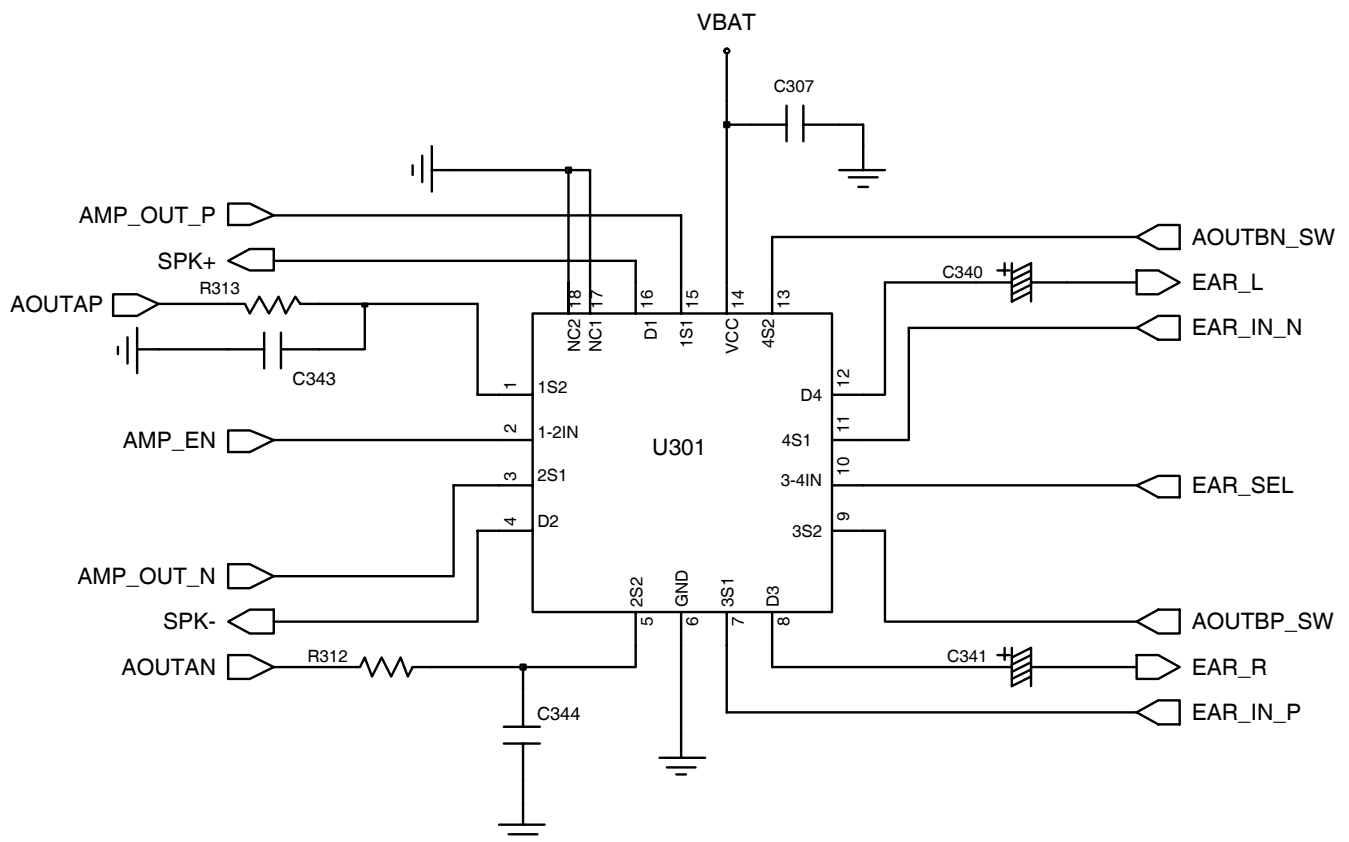 VBAT
C307
AMP_OUT_P
AOUTBN_SW
SPK+
C340 +
EAR_L
R313
AOUTAP
18 17 16 15 14 13
EAR_IN_N
NC2 NC1 D1 1S1 VCC 4S2
C343
12
D4
1
1S2
11
4S1
AMP_EN
2
1-2IN
U301
10
3-4IN
EAR_SEL
3
2S1
9
3S2
4
D2
AMP_OUT_N
2S2 GND 3S1 D3
5 6 7 8
SPK-
AOUTBP_SW
AOUTAN
R312
C341 +
EAR_R
C344
EAR_IN_P